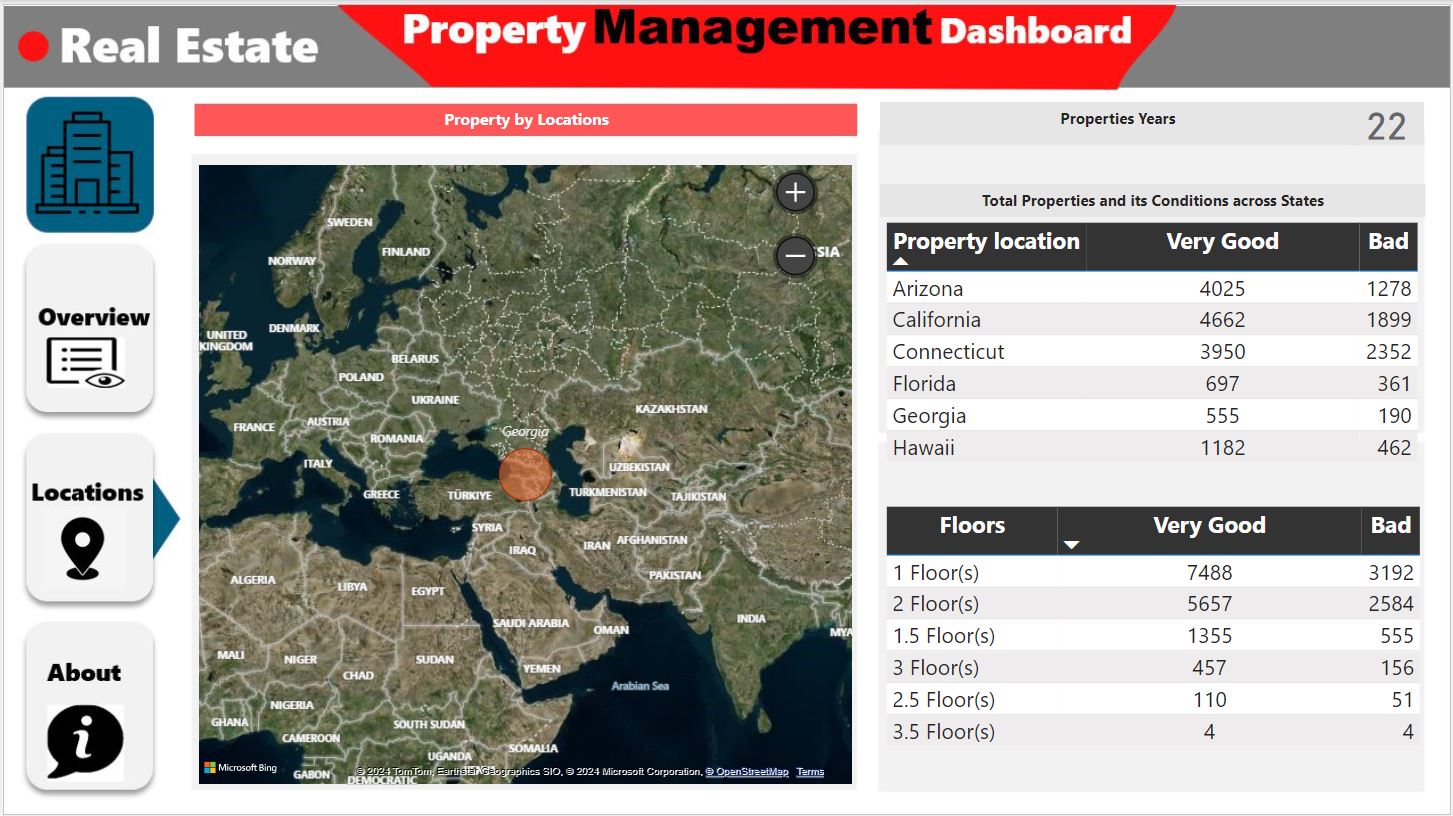 Real Estate
Property Management Dashboard
Overview
Locations
About
Property by Locations
SWEDEN
FINLAND
NORWAY
SIA
UNITED
KINGDOM
DENMARK
BELARUS
POLAND
UKRAINE
KAZAKHSTAN
FRANCE
AUSTRIA
ROMANIA
Georgia
ITALY
UZBEKISTAN
GREECE
TÜRKIYE
TURKMENISTAN
TAJIKISTAN
SYRIA
IRAQ
IRAN
AFGHANISTAN
PAKISTAN
ALGERIA
LIBYA
EGYPT
SAUDI ARABIA
OMAN
INDIA
MYA
MALI
NIGER
CHAD
SUDAN
YEMEN
Arabian Sea
NIGERIA
GHANA
SOUTH SUDAN
CAMEROON
UGANDA
SOMALIA
GABON
DEMOCRATIC
Microsoft Bing
© 2024 TomTom, Earthstar Geographics SIO, © 2024 Microsoft Corporation, © OpenStreetMap Terms
Properties Years
22
Total Properties and its Conditions across States
Property location Very Good Bad
Arizona 4025 1278
California 4662 1899
Connecticut 3950 2352
Florida 697 361
Georgia 555 190
Hawaii 1182 462
Floors Very Good Bad
1 Floor(s) 7488 3192
2 Floor(s) 5657 2584
1.5 Floor(s) 1355 555
3 Floor(s) 457 156
2.5 Floor(s) 110 51
3.5 Floor(s) 4 4